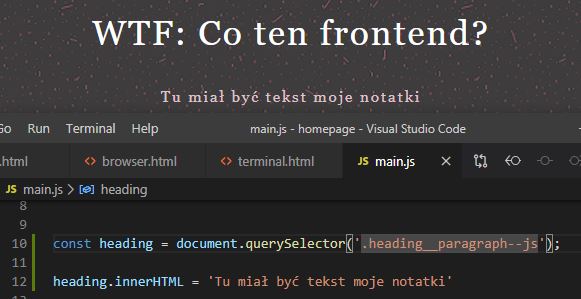 WTF: Co ten frontend?
Tu miał być tekst moje notatki
Go Run Terminal Help main.js - homepage - Visual Studio Code
.html <> browser.html <> terminal.html JS main.js ×
JS main.js > heading
8
9
10 const heading = document.querySelector('.heading__paragraph--js');
11
12 heading.innerHTML = 'Tu miał być tekst moje notatki'